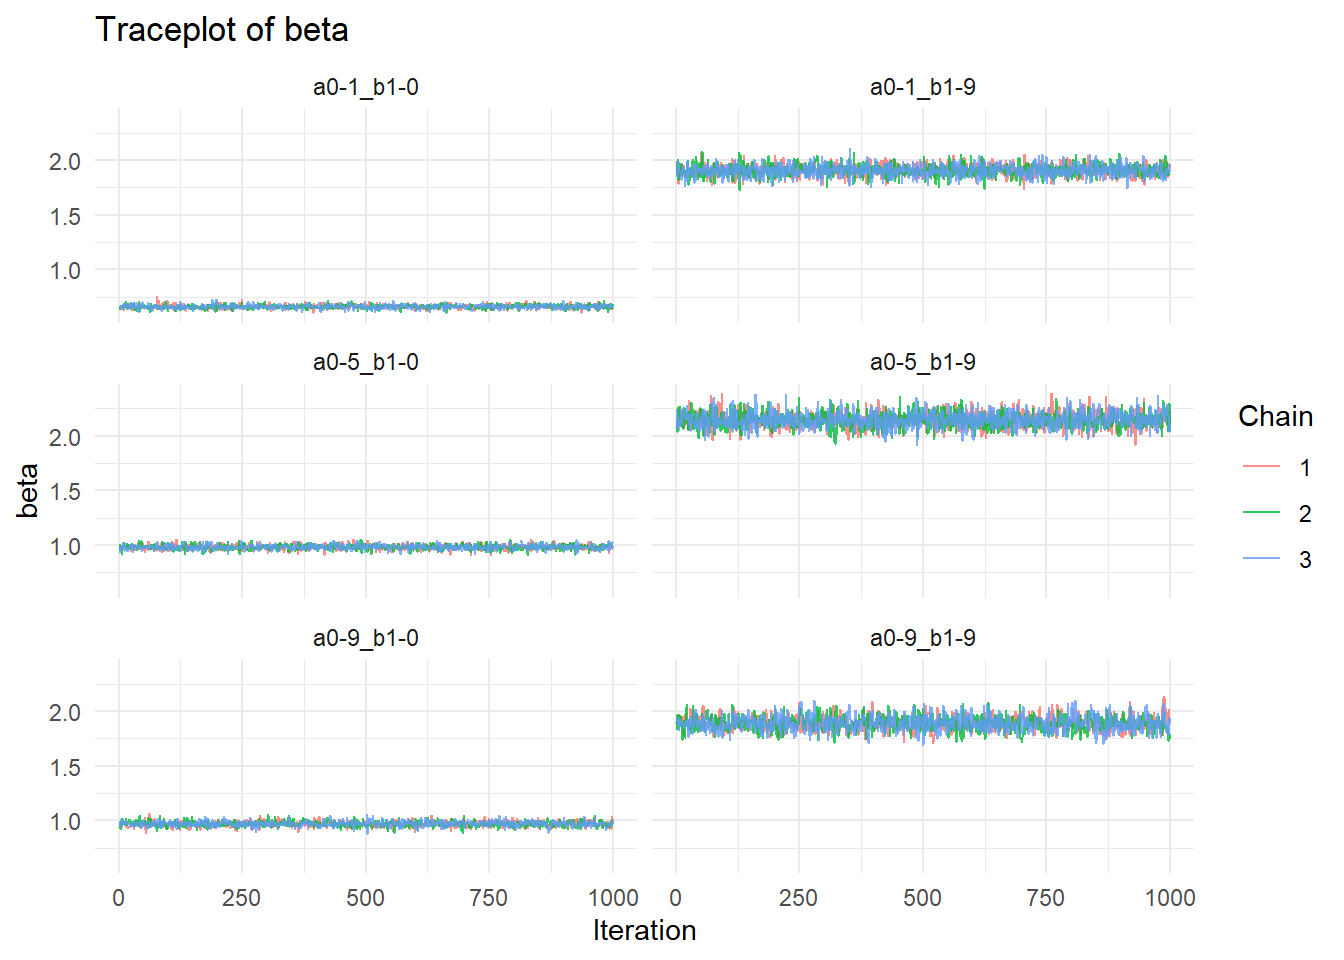 Traceplot of beta
a0-1_b1-0
a0-1_b1-9
2.0
1.5
1.0
a0-5_b1-0
a0-5_b1-9
2.0
1.5
1.0
a0-9_b1-0
a0-9_b1-9
2.0
1.5
1.0
beta
0 250 500 750 1000
0 250 500 750 1000
Iteration
Chain
1
2
3